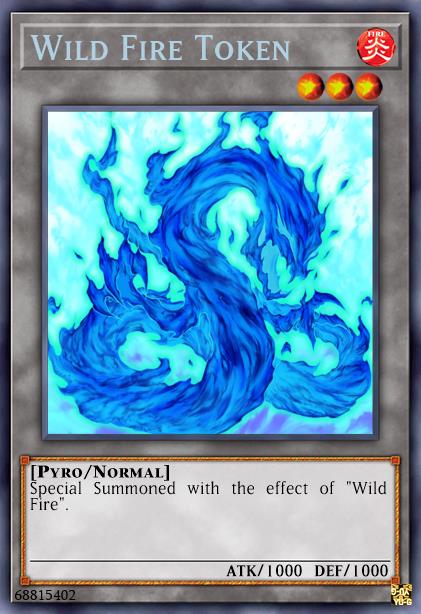 Wild Fire Token
FIRE
炎
[Pyro/Normal]
Special Summoned with the effect of "Wild
Fire".
ATK/1000 DEF/1000
68815402